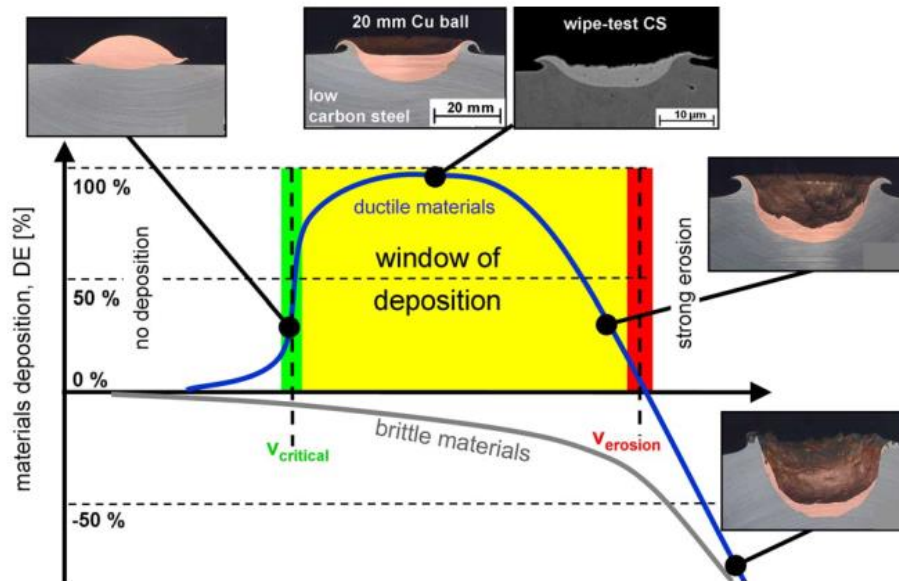 20 mm Cu ball
wipe-test CS
low
carbon steel
20 mm
10 µm
100 %
ductile materials
window of
deposition
50 %
no deposition
strong erosion
materials deposition, DE [%]
0 %
vcritical
brittle materials
verosion
-50 %